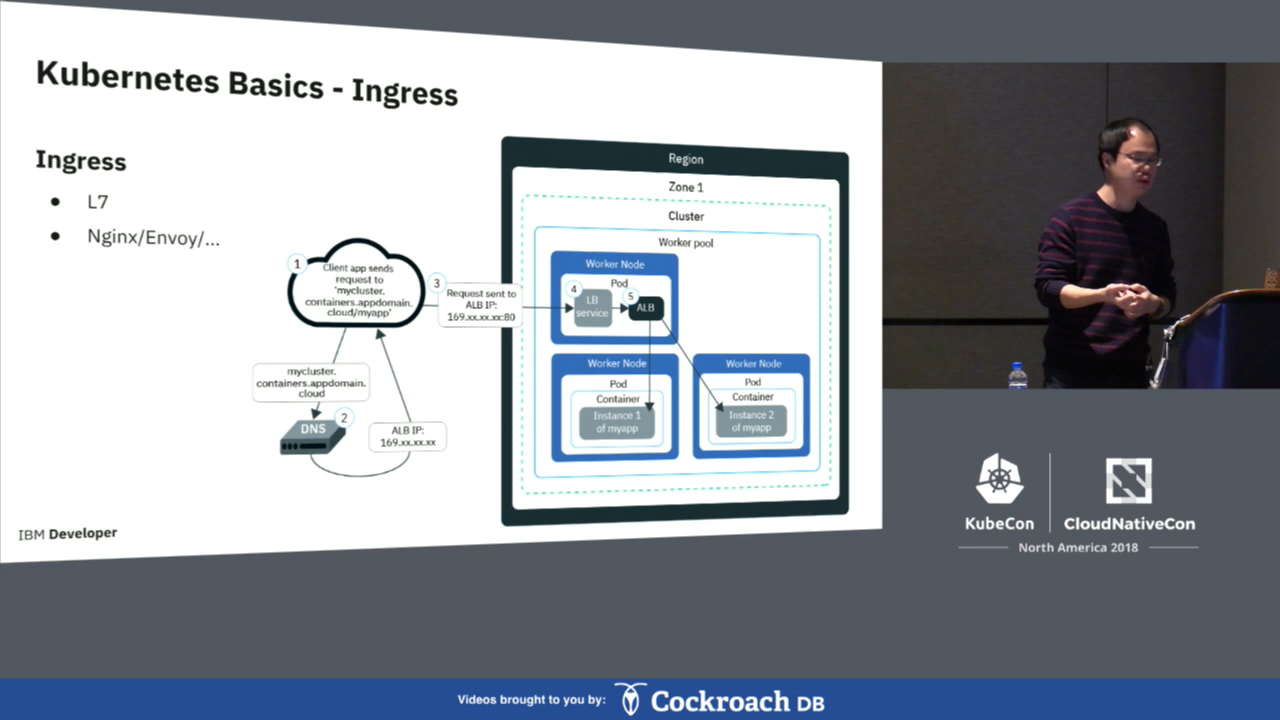 Kubernetes Basics - Ingress
Ingress
● L7
● Nginx/Envoy/...
1
Client app sends
request to
'mycluster.
containers.appdomain.
cloud/myapp'
3
Request sent to
ALB IP:
169.xx.xx.xx:80
mycluster.
containers.appdomain.
cloud
DNS
2
ALB IP:
169.xx.xx.xx
Region
Zone 1
Cluster
Worker pool
Worker Node
Pod
4
LB
service
5
ALB
Worker Node
Pod
Container
Instance 1
of myapp
Worker Node
Pod
Container
Instance 2
of myapp
IBM Developer
KubeCon
CloudNativeCon
North America 2018
Videos brought to you by:
Cockroach DB